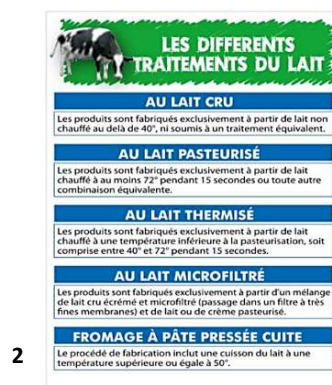 LES DIFFERENTS
TRAITEMENTS DU LAIT
AU LAIT CRU
Les produits sont fabriqués exclusivement à partir de lait non
chauffé au delà de 40°, ni soumis à un traitement équivalent.
AU LAIT PASTEURISÉ
Les produits sont fabriqués exclusivement à partir de lait
chauffé à au moins 72° pendant 15 secondes ou toute autre
combinaison équivalente.
AU LAIT THERMISÉ
Les produits sont fabriqués exclusivement à partir de lait
chauffé à une température inférieure à la pasteurisation, soit
comprise entre 40° et 72° pendant 15 secondes.
AU LAIT MICROFILTRÉ
Les produits sont fabriqués exclusivement à partir d'un mélange
de lait cru écrémé et microfiltré (passage dans un filtre à très
fines membranes) et de lait ou de crème pasteurisé.
FROMAGE À PÂTE PRESSÉE CUITE
Le procédé de fabrication inclut une cuisson du lait à une
température supérieure ou égale à 50°.
2